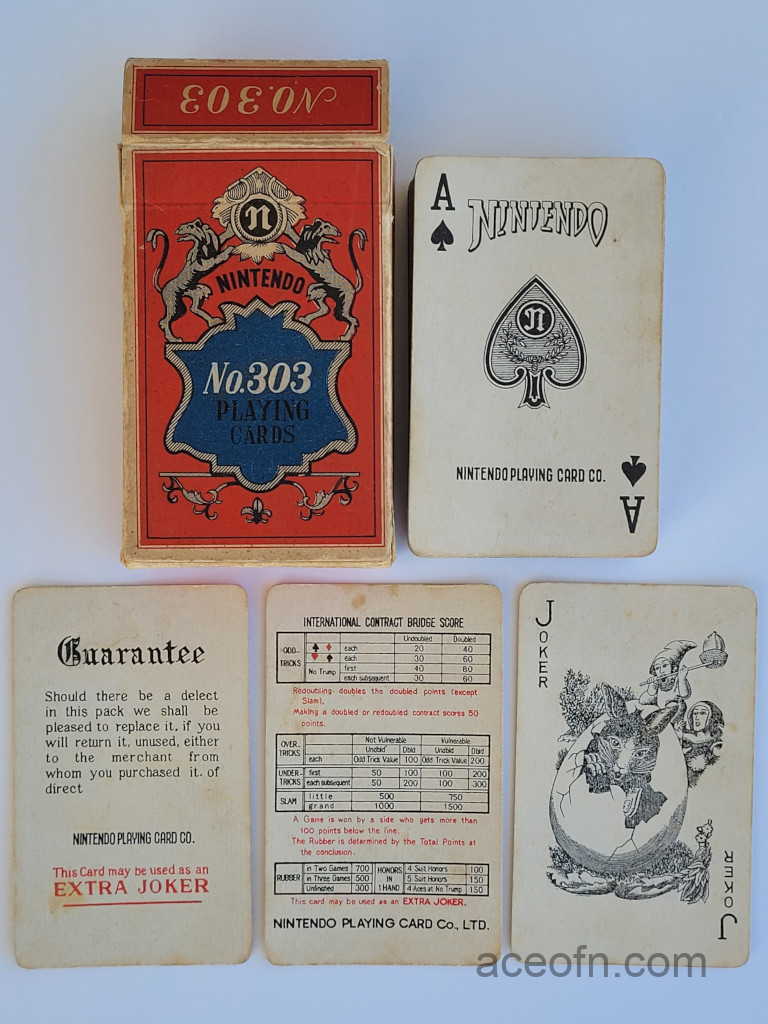 No. 303
n
NINTENDO
No.303
PLAYING
CARDS
A
NINTENDO
n
NINTENDO PLAYING CARD CO.
A
Guarantee
Should there be a delect
in this pack we shall be
pleased to replace it, if you
will return it, unused, either
to the merchant from
whom you purchased it. of
direct
NINTENDO PLAYING CARD CO.
This Card may be used as an
EXTRA JOKER
INTERNATIONAL CONTRACT BRIDGE SCORE
Undoubled Doubled
ODD-TRICKS ♣ ♦ each 20 40
♥ ♠ each 30 60
No Trump first 40 80
each subsequent 30 60
Redoubling doubles the doubled points (except
Slam).
Making a doubled or redoubled contract scores 50
points.
Not Vulnerable Vulnerable
Undbld Dbld Undbld Dbld
OVER-TRICKS each Odd Trick Value 100 Odd Trick Value 200
UNDER-TRICKS first 50 100 100 200
each subsequent 50 200 100 300
SLAM little 500 750
grand 1000 1500
A Game is won by a side who gets more than
100 points below the line.
The Rubber is determined by the Total Points at
the conclusion.
RUBBER in Two Games 700 HONORS IN 1 HAND 4 Suit Honors 100
in Three Games 500 5 Suit Honors 150
Unfinished 300 4 Aces at No Trump 150
This card may be used as an EXTRA JOKER.
NINTENDO PLAYING CARD Co., LTD.
JOKER
JOKER
aceofn.com